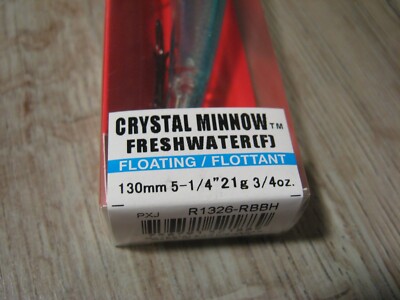 CRYSTAL MINNOW™
FRESHWATER(F)
FLOATING / FLOTTANT
130mm 5-1/4" 21g 3/4oz.
PXJ R1326-RBBH